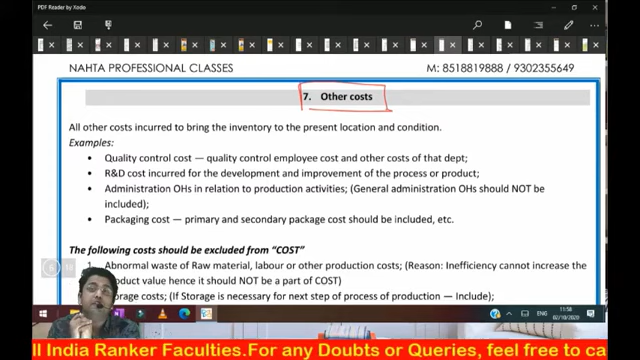 PDF Reader by Xodo
NAHTA PROFESSIONAL CLASSES M: 8518819888 / 9302355649
7. Other costs
All other costs incurred to bring the inventory to the present location and condition.
Examples:
• Quality control cost — quality control employee cost and other costs of that dept;
• R&D cost incurred for the development and improvement of the process or product;
• Administration OHs in relation to production activities; (General administration OHs should NOT be
included);
• Packaging cost — primary and secondary package cost should be included, etc.
The following costs should be excluded from "COST"
1. Abnormal waste of Raw material, labour or other production costs; (Reason: Inefficiency cannot increase the
product value hence it should NOT be a part of COST)
Storage costs; (If Storage is necessary for next step of process of production — Include);
ENG
11:58
02/10/2020
ll India Ranker Faculties.For any Doubts or Queries, feel free to ca